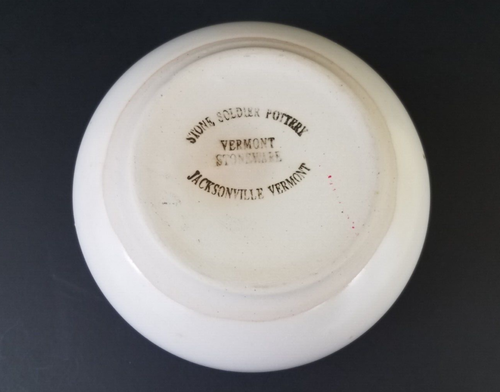 STONE SOLDIER POTTERY
VERMONT
STONEWARE
JACKSONVILLE VERMONT